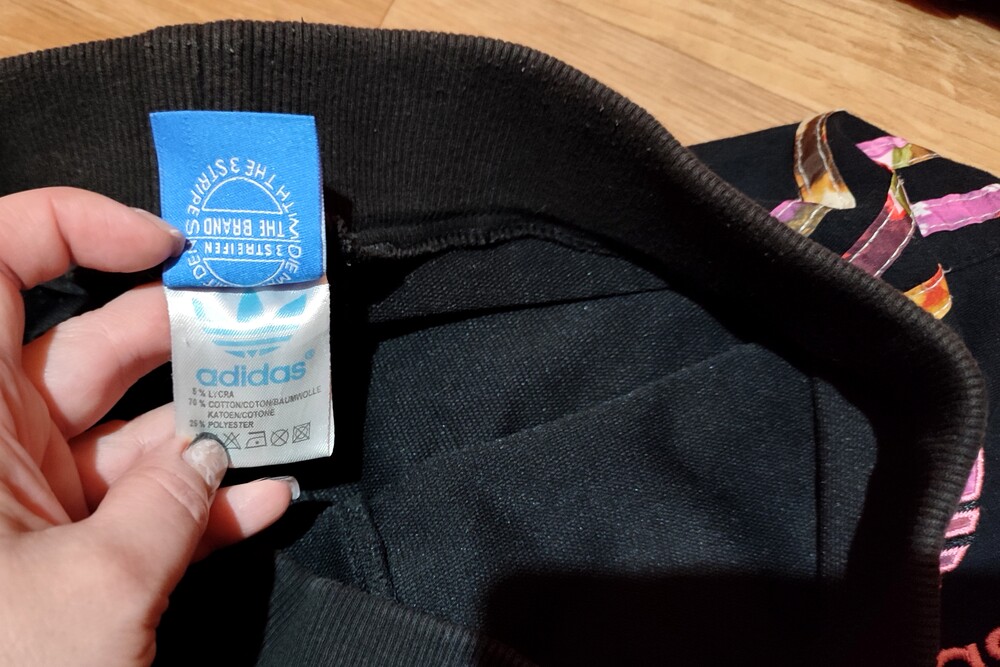 WITH THE 3 STRIPES
THE BRAND
3 STREIFEN
DIE M
MIT DEN
adidas®
5 % LYCRA
70 % COTTON/COTON/BAUMWOLLE
KATOEN/COTONE
25 % POLYESTER